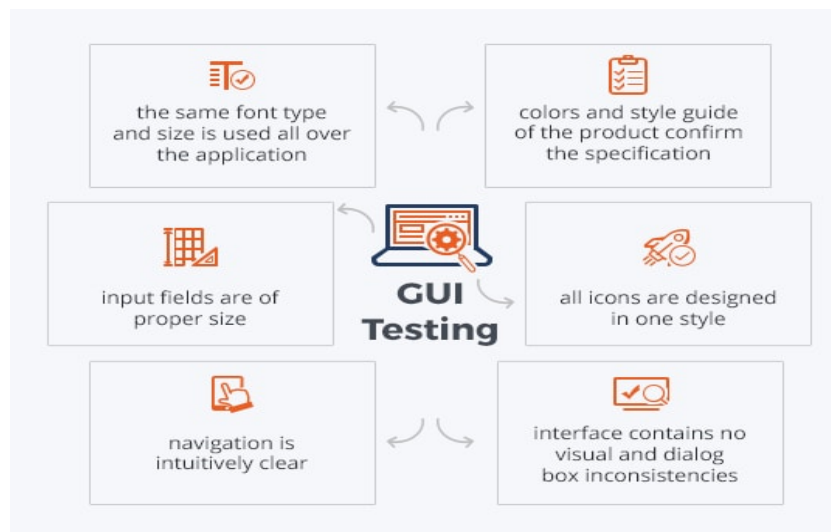 the same font type
and size is used all over
the application
colors and style guide
of the product confirm
the specification
input fields are of
proper size
GUI
Testing
all icons are designed
in one style
navigation is
intuitively clear
interface contains no
visual and dialog
box inconsistencies